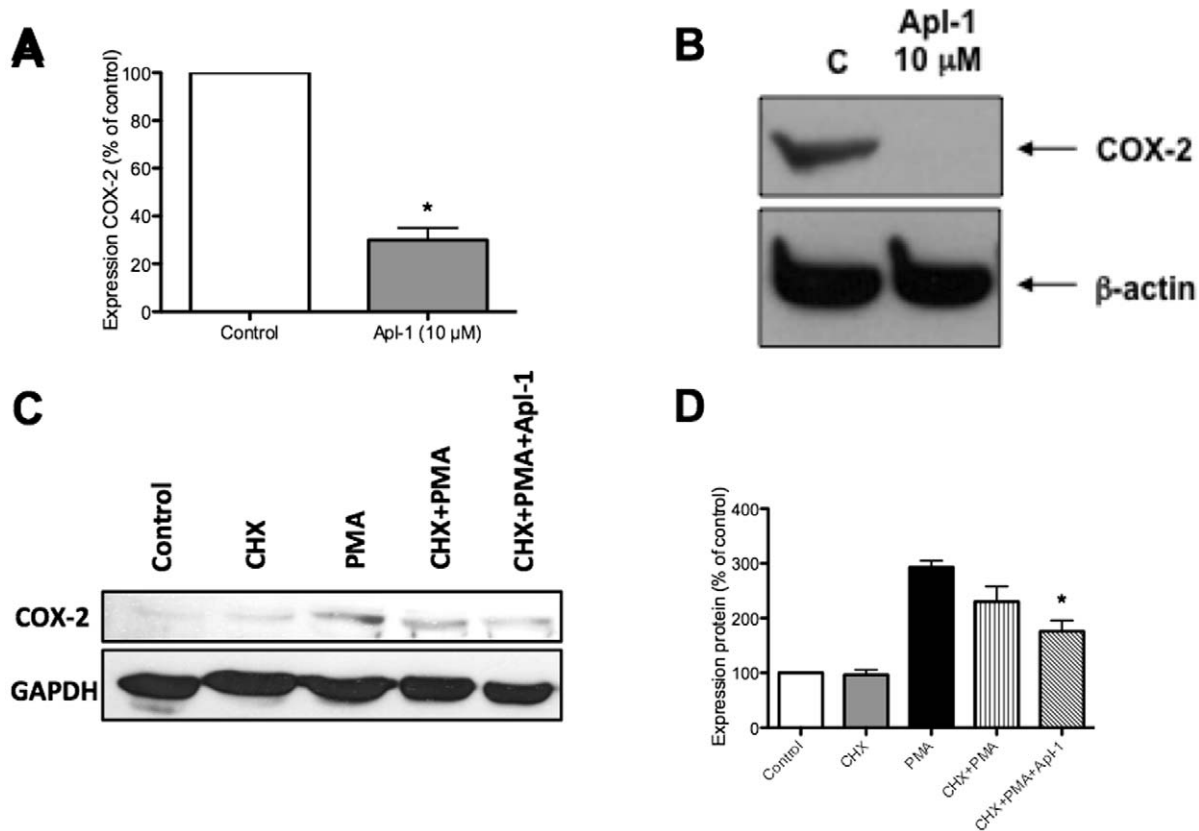 A
Expression COX-2 (% of control)
100
80
60
40
20
0
*
Control
Apl-1 (10 µM)
B
C
Apl-1
10 µM
COX-2
β-actin
C
Control
CHX
PMA
CHX+PMA
CHX+PMA+Apl-1
COX-2
GAPDH
D
Expression protein (% of control)
400
300
200
100
0
*
Control
CHX
PMA
CHX+PMA
CHX+PMA+Apl-1